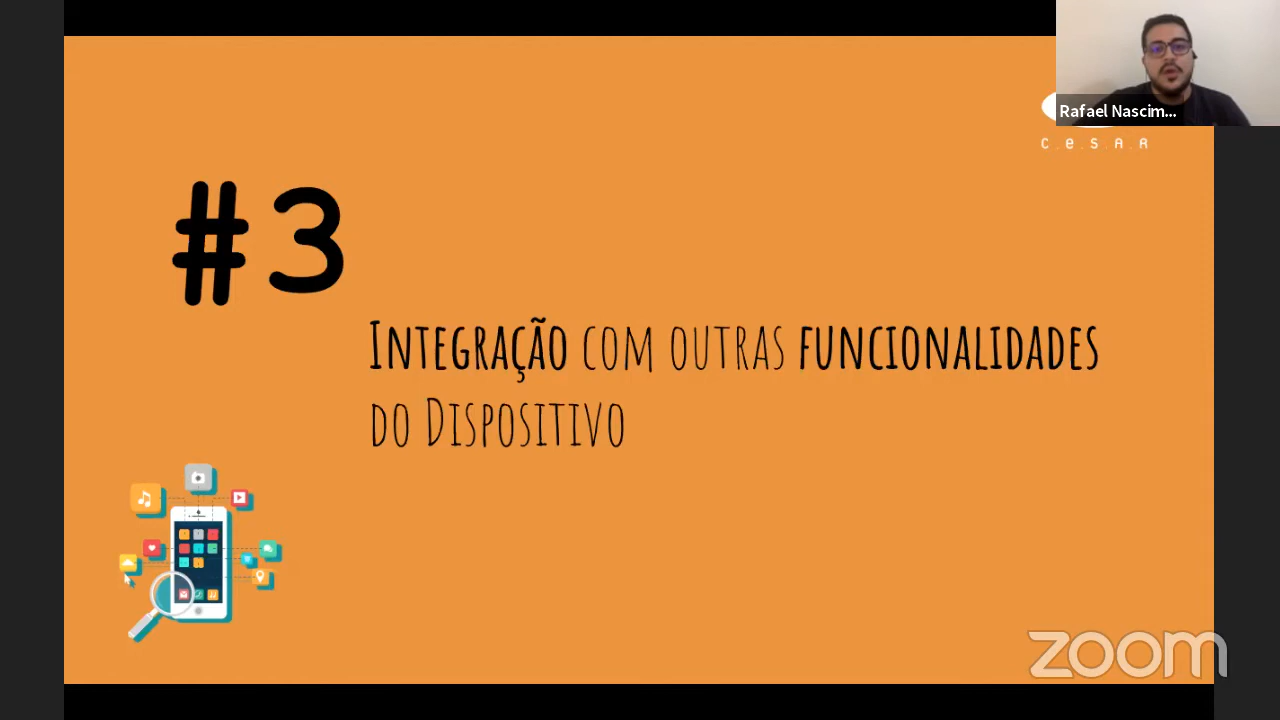 Rafael Nascim...
C.e.S.A.R
#3
Integração com outras funcionalidades
do Dispositivo
zoom